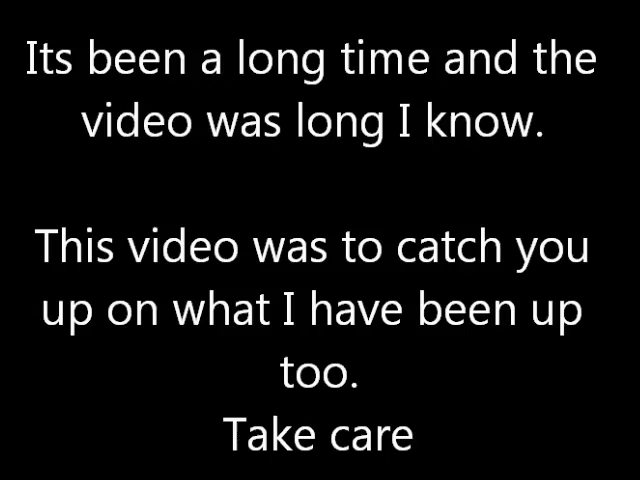 Its been a long time and the
video was long I know.
This video was to catch you
up on what I have been up
too.
Take care